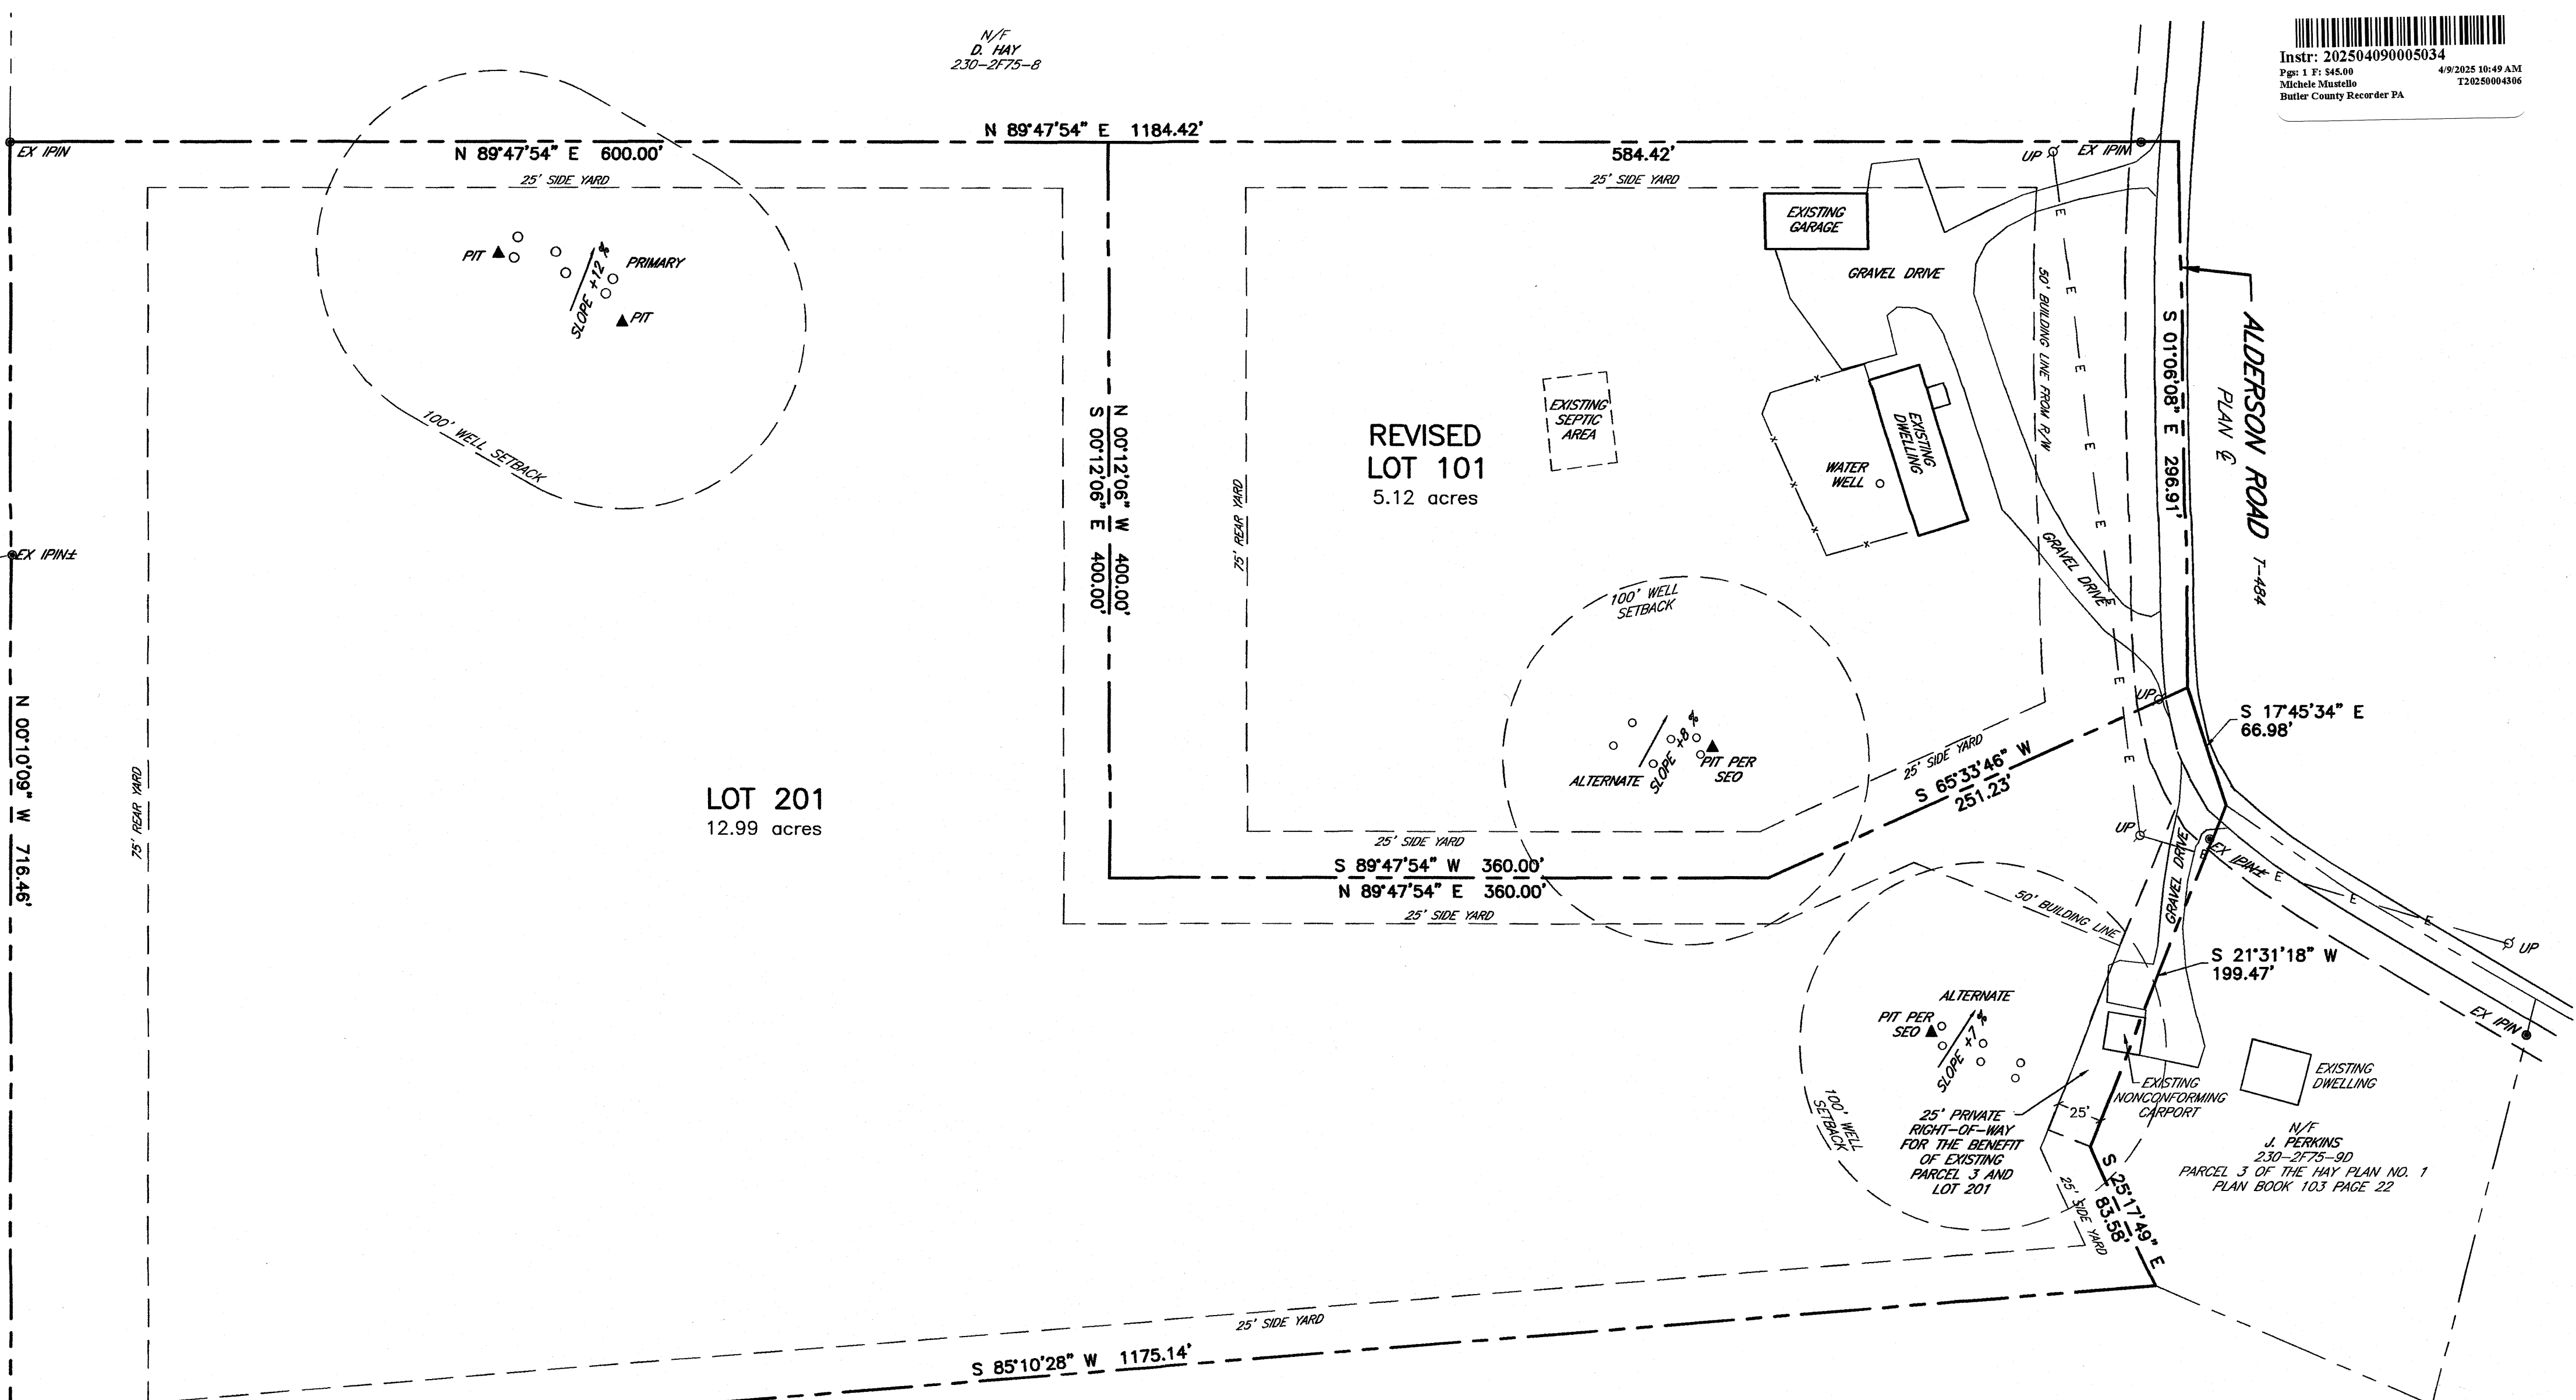 N/F
D. HAY
230-2F75-8
Instr: 202504090005034
Pgs: 1 F: $45.00
4/9/2025 10:49 AM
Michele Mustello
T20250004306
Butler County Recorder PA
N 89°47'54" E 1184.42'
EX IPIN
N 89°47'54" E 600.00'
584.42'
UP
EX IPIN
25' SIDE YARD
25' SIDE YARD
EXISTING
GARAGE
E
PIT
PRIMARY
SLOPE +12 %
PIT
GRAVEL DRIVE
50' BUILDING LINE FROM R/W
E
E
E
E
E
E
E
E
S 01°06'08" E 296.91'
ALDERSON ROAD T-484
PLAN ℄
100' WELL SETBACK
N 00°12'06" W 400.00'
S 00°12'06" E 400.00'
REVISED
LOT 101
5.12 acres
EXISTING
SEPTIC
AREA
EXISTING
DWELLING
WATER
WELL
x
x
x
x
x
75' REAR YARD
EX IPIN±
GRAVEL DRIVE
100' WELL
SETBACK
N 00°10'09" W 716.46'
75' REAR YARD
UP
S 17°45'34" E
66.98'
25' SIDE YARD
S 65°33'46" W
251.23'
ALTERNATE
SLOPE +8 %
PIT PER
SEO
LOT 201
12.99 acres
25' SIDE YARD
S 89°47'54" W 360.00'
N 89°47'54" E 360.00'
25' SIDE YARD
UP
E
EX IPIN±
E
E
E
UP
GRAVEL DRIVE
50' BUILDING LINE
S 21°31'18" W
199.47'
ALTERNATE
PIT PER
SEO
SLOPE +7 %
EX IPIN
EXISTING
DWELLING
EXISTING
NONCONFORMING
CARPORT
100' WELL
SETBACK
25' PRIVATE
RIGHT-OF-WAY
FOR THE BENEFIT
OF EXISTING
PARCEL 3 AND
LOT 201
25'
N/F
J. PERKINS
230-2F75-9D
PARCEL 3 OF THE HAY PLAN NO. 1
PLAN BOOK 103 PAGE 22
25' SIDE YARD
S 25°17'49" E
83.58'
25' SIDE YARD
S 85°10'28" W 1175.14'